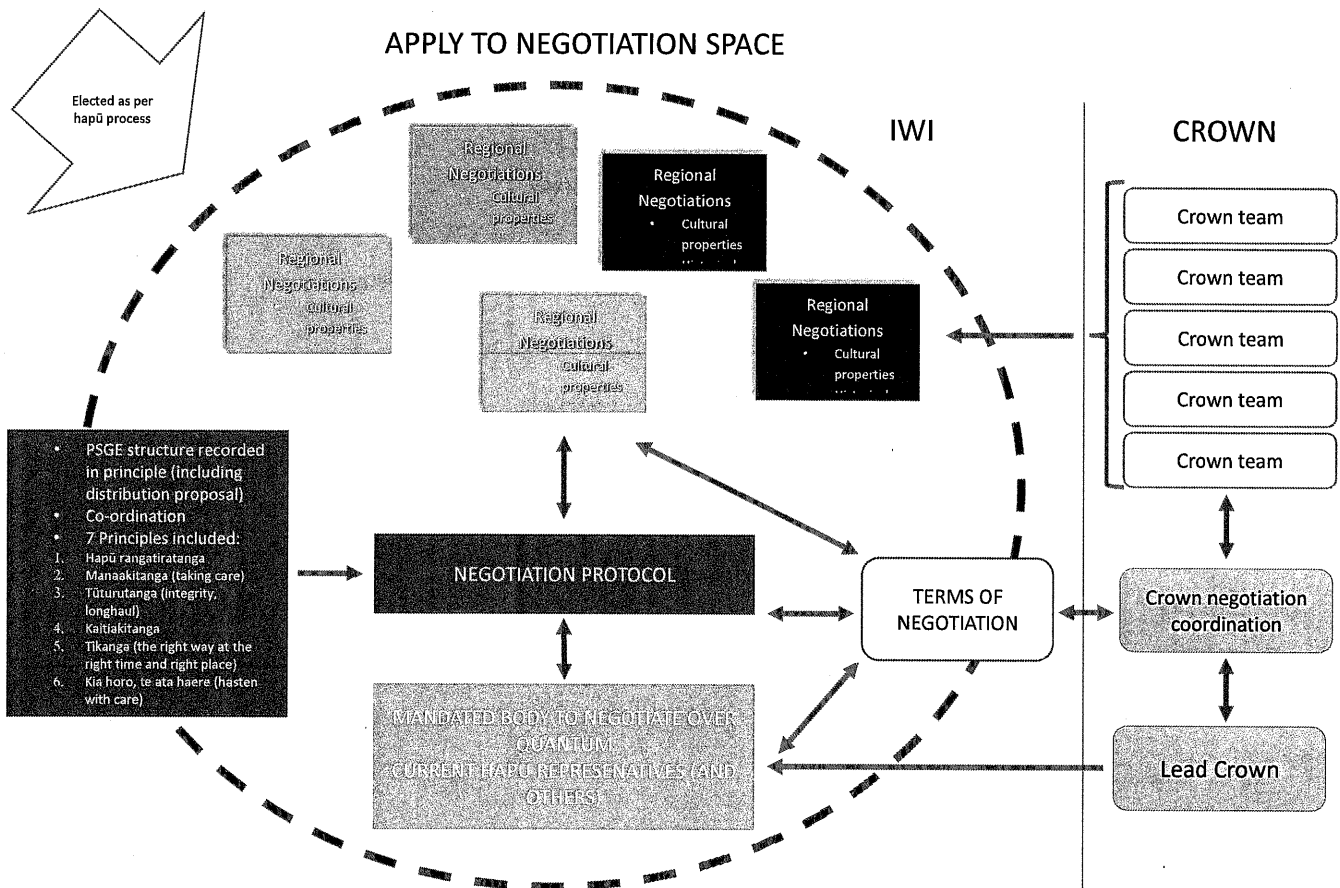 APPLY TO NEGOTIATION SPACE
Elected as per
hapū process
IWI
CROWN
Regional
Negotiations
Cultural
properties
Regional
Negotiations
• Cultural
properties
Regional
Negotiations
Cultural
properties
Regional
Negotiations
Cultural
properties
Regional
Negotiations
• Cultural
properties
Crown team
Crown team
Crown team
Crown team
Crown team
• PSGE structure recorded
in principle (including
distribution proposal)
• Co-ordination
• 7 Principles included:
1. Hapū rangatiratanga
2. Manaakitanga (taking care)
3. Tūturutanga (integrity,
longhaul)
4. Kaitiakitanga
5. Tikanga (the right way at the
right time and right place)
6. Kia horo, te ata haere (hasten
with care)
NEGOTIATION PROTOCOL
TERMS OF
NEGOTIATION
Crown negotiation
coordination
MANDATED BODY TO NEGOTIATE OVER
QUANTUM
CURRENT HAPŪ REPRESENATIVES (AND
OTHERS)
Lead Crown